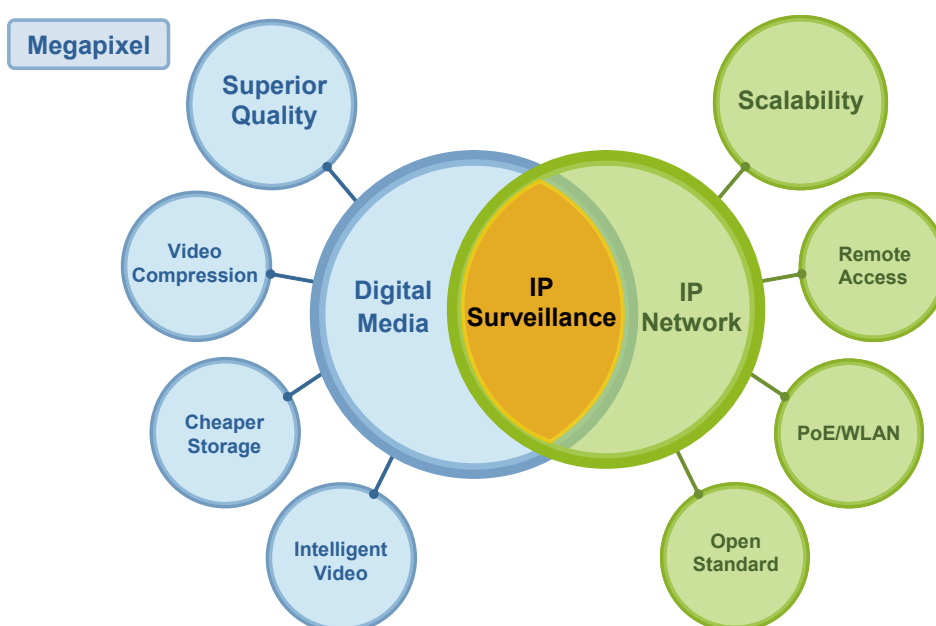 Megapixel
Superior
Quality
Video
Compression
Cheaper
Storage
Intelligent
Video
Digital
Media
IP
Surveillance
IP
Network
Scalability
Remote
Access
PoE/WLAN
Open
Standard